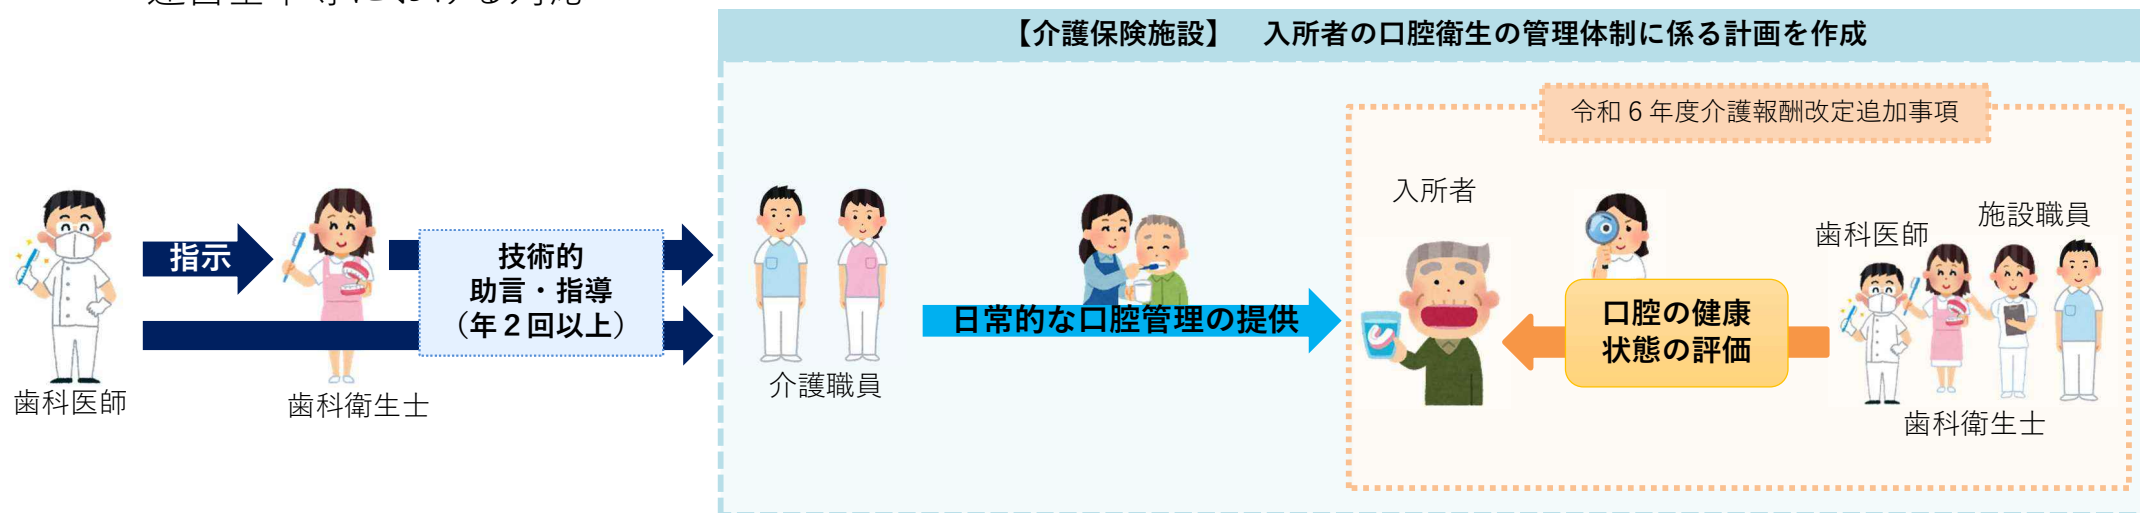 【介護保険施設】　入所者の口腔衛生の管理体制に係る計画を作成
令和６年度介護報酬改定追加事項
指示
技術的
助言・指導
（年２回以上）
歯科医師
歯科衛生士
介護職員
日常的な口腔管理の提供
入所者
口腔の健康
状態の評価
歯科医師
施設職員
歯科衛生士